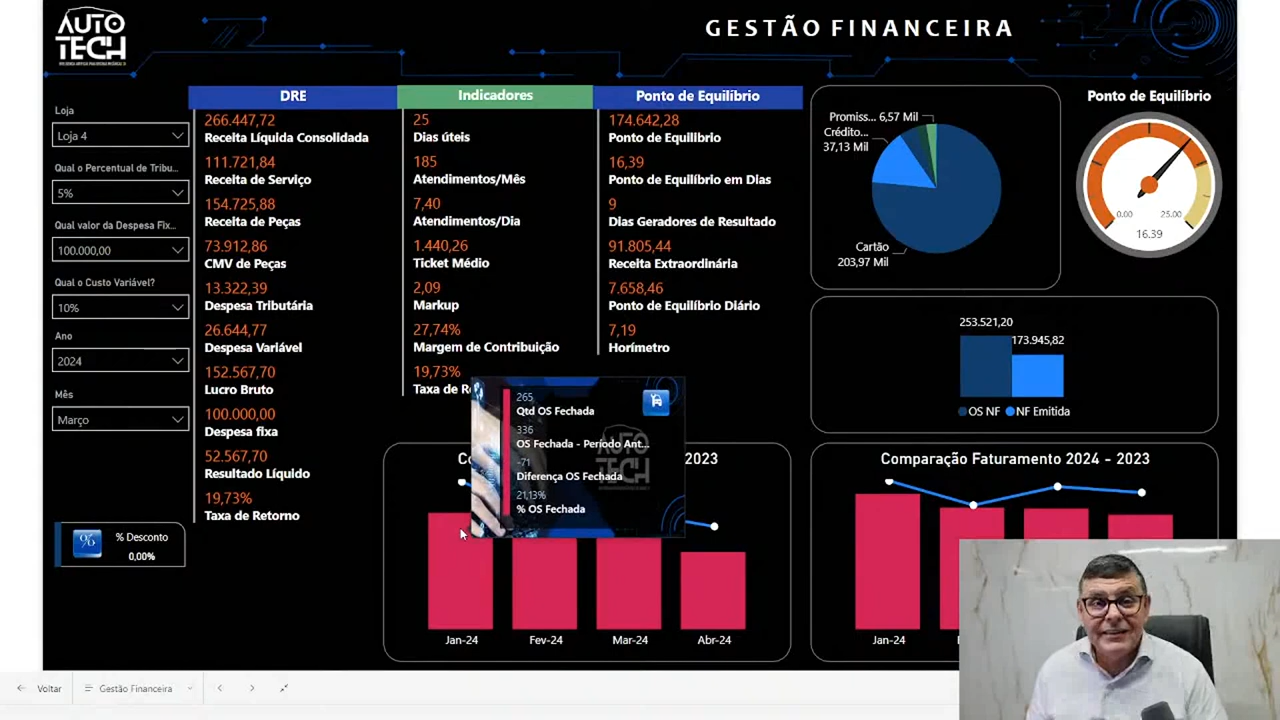 AUTO
TECH
GESTÃO FINANCEIRA
Loja
Loja 4
Qual o Percentual de Tribu...
5%
Qual valor da Despesa Fix...
100.000,00
Qual o Custo Variável?
10%
Ano
2024
Mês
Março
% Desconto
0,00%
DRE
266.447,72
Receita Líquida Consolidada
111.721,84
Receita de Serviço
154.725,88
Receita de Peças
73.912,86
CMV de Peças
13.322,39
Despesa Tributária
26.644,77
Despesa Variável
152.567,70
Lucro Bruto
100.000,00
Despesa fixa
52.567,70
Resultado Líquido
19,73%
Taxa de Retorno
Indicadores
25
Dias úteis
185
Atendimentos/Mês
7,40
Atendimentos/Dia
1.440,26
Ticket Médio
2,09
Markup
27,74%
Margem de Contribuição
19,73%
Taxa de R
Ponto de Equilíbrio
174.642,28
Ponto de Equilíbrio
16,39
Ponto de Equilíbrio em Dias
9
Dias Geradores de Resultado
91.805,44
Receita Extraordinária
7.658,46
Ponto de Equilíbrio Diário
7,19
Horímetro
Promiss... 6,57 Mil
Crédito...
37,13 Mil
Cartão
203,97 Mil
Ponto de Equilíbrio
0.00
25.00
16.39
253.521,20
173.945,82
OS NF
NF Emitida
265
Qtd OS Fechada
336
OS Fechada - Período Ant...
-71
Diferença OS Fechada
21,13%
% OS Fechada
AUTO
TECH
Co
2023
Jan-24
Fev-24
Mar-24
Abr-24
Comparação Faturamento 2024 - 2023
Jan-24
Voltar
Gestão Financeira